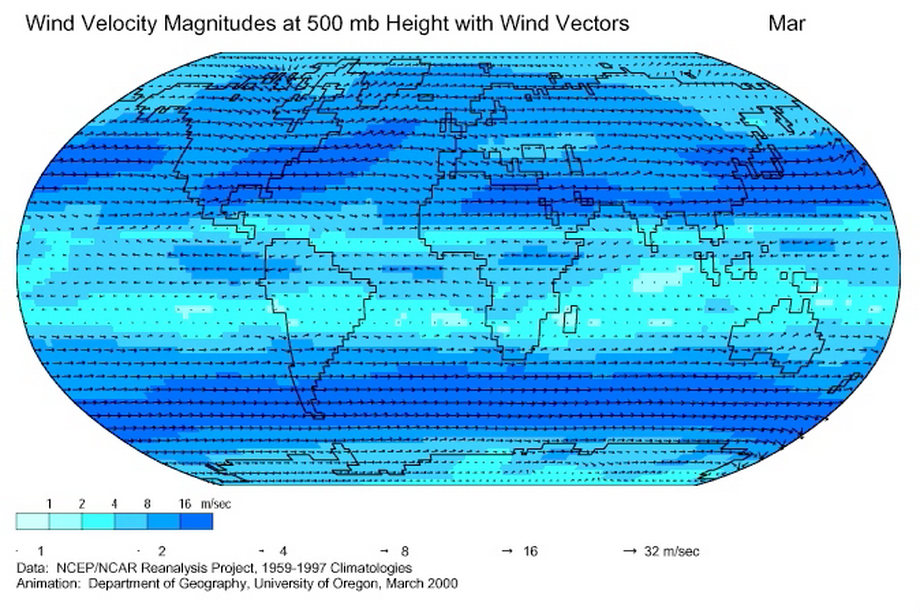 Wind Velocity Magnitudes at 500 mb Height with Wind Vectors Mar
1 2 4 8 16 m/sec
1 2 4 8 16 32 m/sec
Data: NCEP/NCAR Reanalysis Project, 1959-1997 Climatologies
Animation: Department of Geography, University of Oregon, March 2000